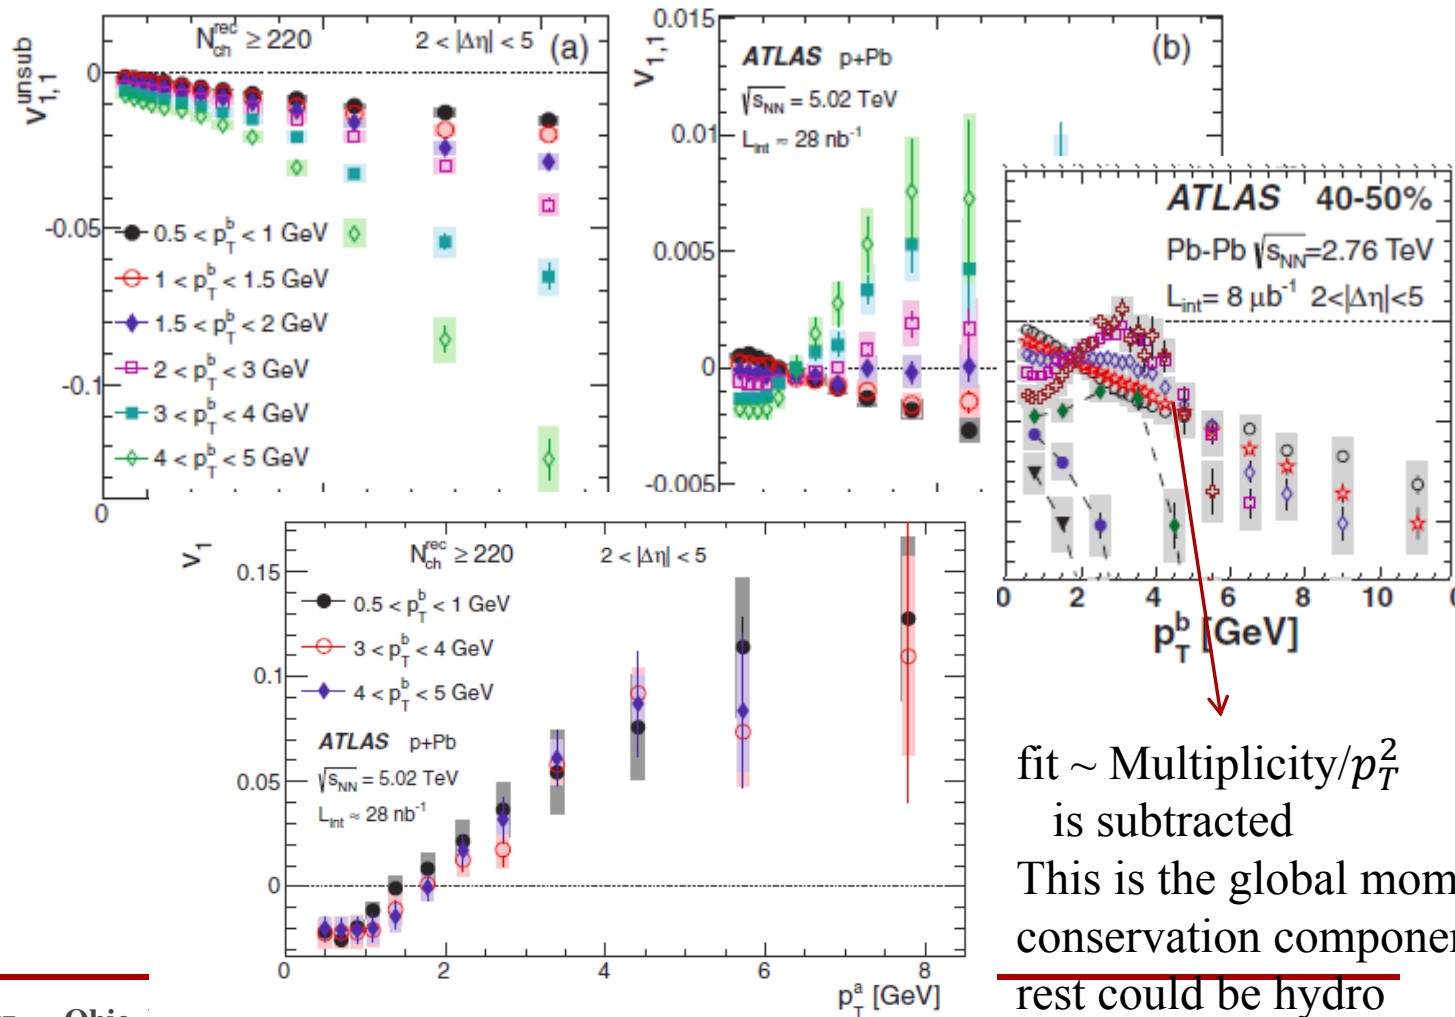 N_ch^rec ≥ 220
2 < |Δη| < 5
(a)
v_{1,1}^unsub
0
-0.05
-0.1
0
0.5 < p_T^b < 1 GeV
1 < p_T^b < 1.5 GeV
1.5 < p_T^b < 2 GeV
2 < p_T^b < 3 GeV
3 < p_T^b < 4 GeV
4 < p_T^b < 5 GeV
v_{1,1}
0.015
0.01
0.005
0
-0.005
ATLAS p+Pb
√s_NN = 5.02 TeV
L_int ≈ 28 nb⁻¹
(b)
ATLAS 40-50%
Pb-Pb √s_NN=2.76 TeV
L_int= 8 μb⁻¹ 2<|Δη|<5
0 2 4 6 8 10
p_T^b [GeV]
v_1
N_ch^rec ≥ 220
2 < |Δη| < 5
0.15
0.1
0.05
0
0.5 < p_T^b < 1 GeV
3 < p_T^b < 4 GeV
4 < p_T^b < 5 GeV
ATLAS p+Pb
√s_NN = 5.02 TeV
L_int ≈ 28 nb⁻¹
0 2 4 6 8
p_T^a [GeV]
fit ~ Multiplicity/p_T^2
is subtracted
This is the global mom
conservation componen
rest could be hydro